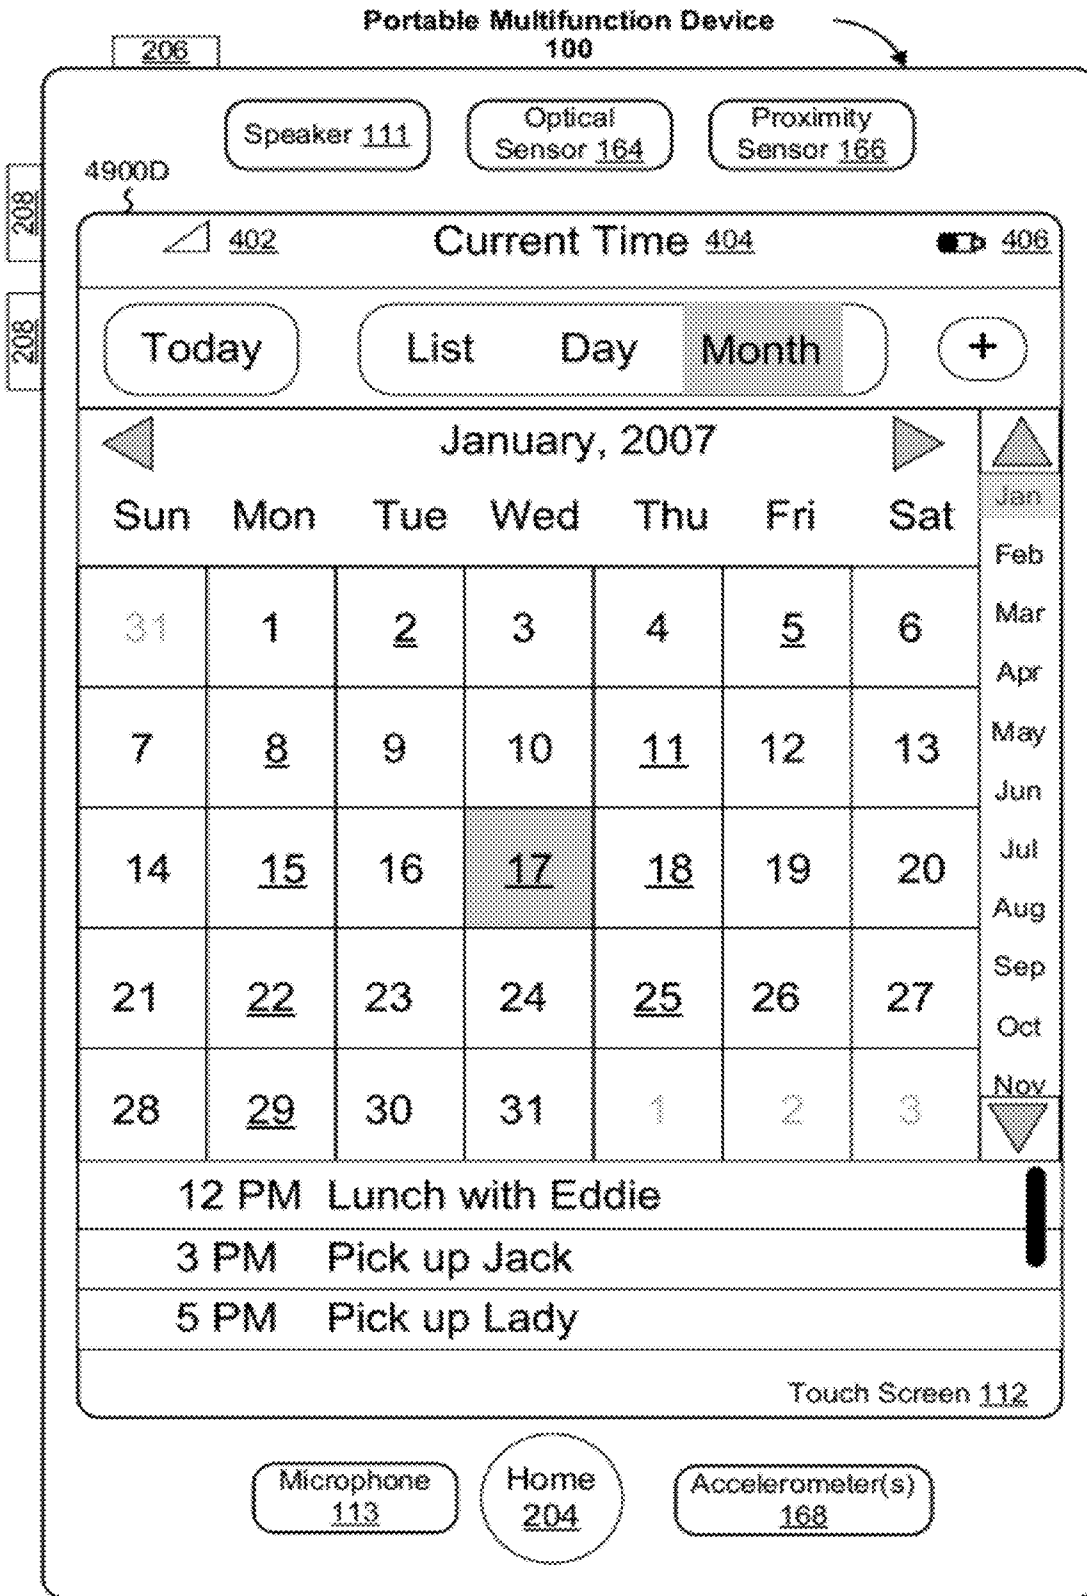 Portable Multifunction Device
100
206
Speaker 111
Optical
Sensor 164
Proximity
Sensor 166
4900D
208
208
402
Current Time 404
406
Today
List Day Month
+
January, 2007
Sun Mon Tue Wed Thu Fri Sat
31 1 2 3 4 5 6
7 8 9 10 11 12 13
14 15 16 17 18 19 20
21 22 23 24 25 26 27
28 29 30 31 1 2 3
Jan
Feb
Mar
Apr
May
Jun
Jul
Aug
Sep
Oct
Nov
12 PM Lunch with Eddie
3 PM Pick up Jack
5 PM Pick up Lady
Touch Screen 112
Microphone
113
Home
204
Accelerometer(s)
168